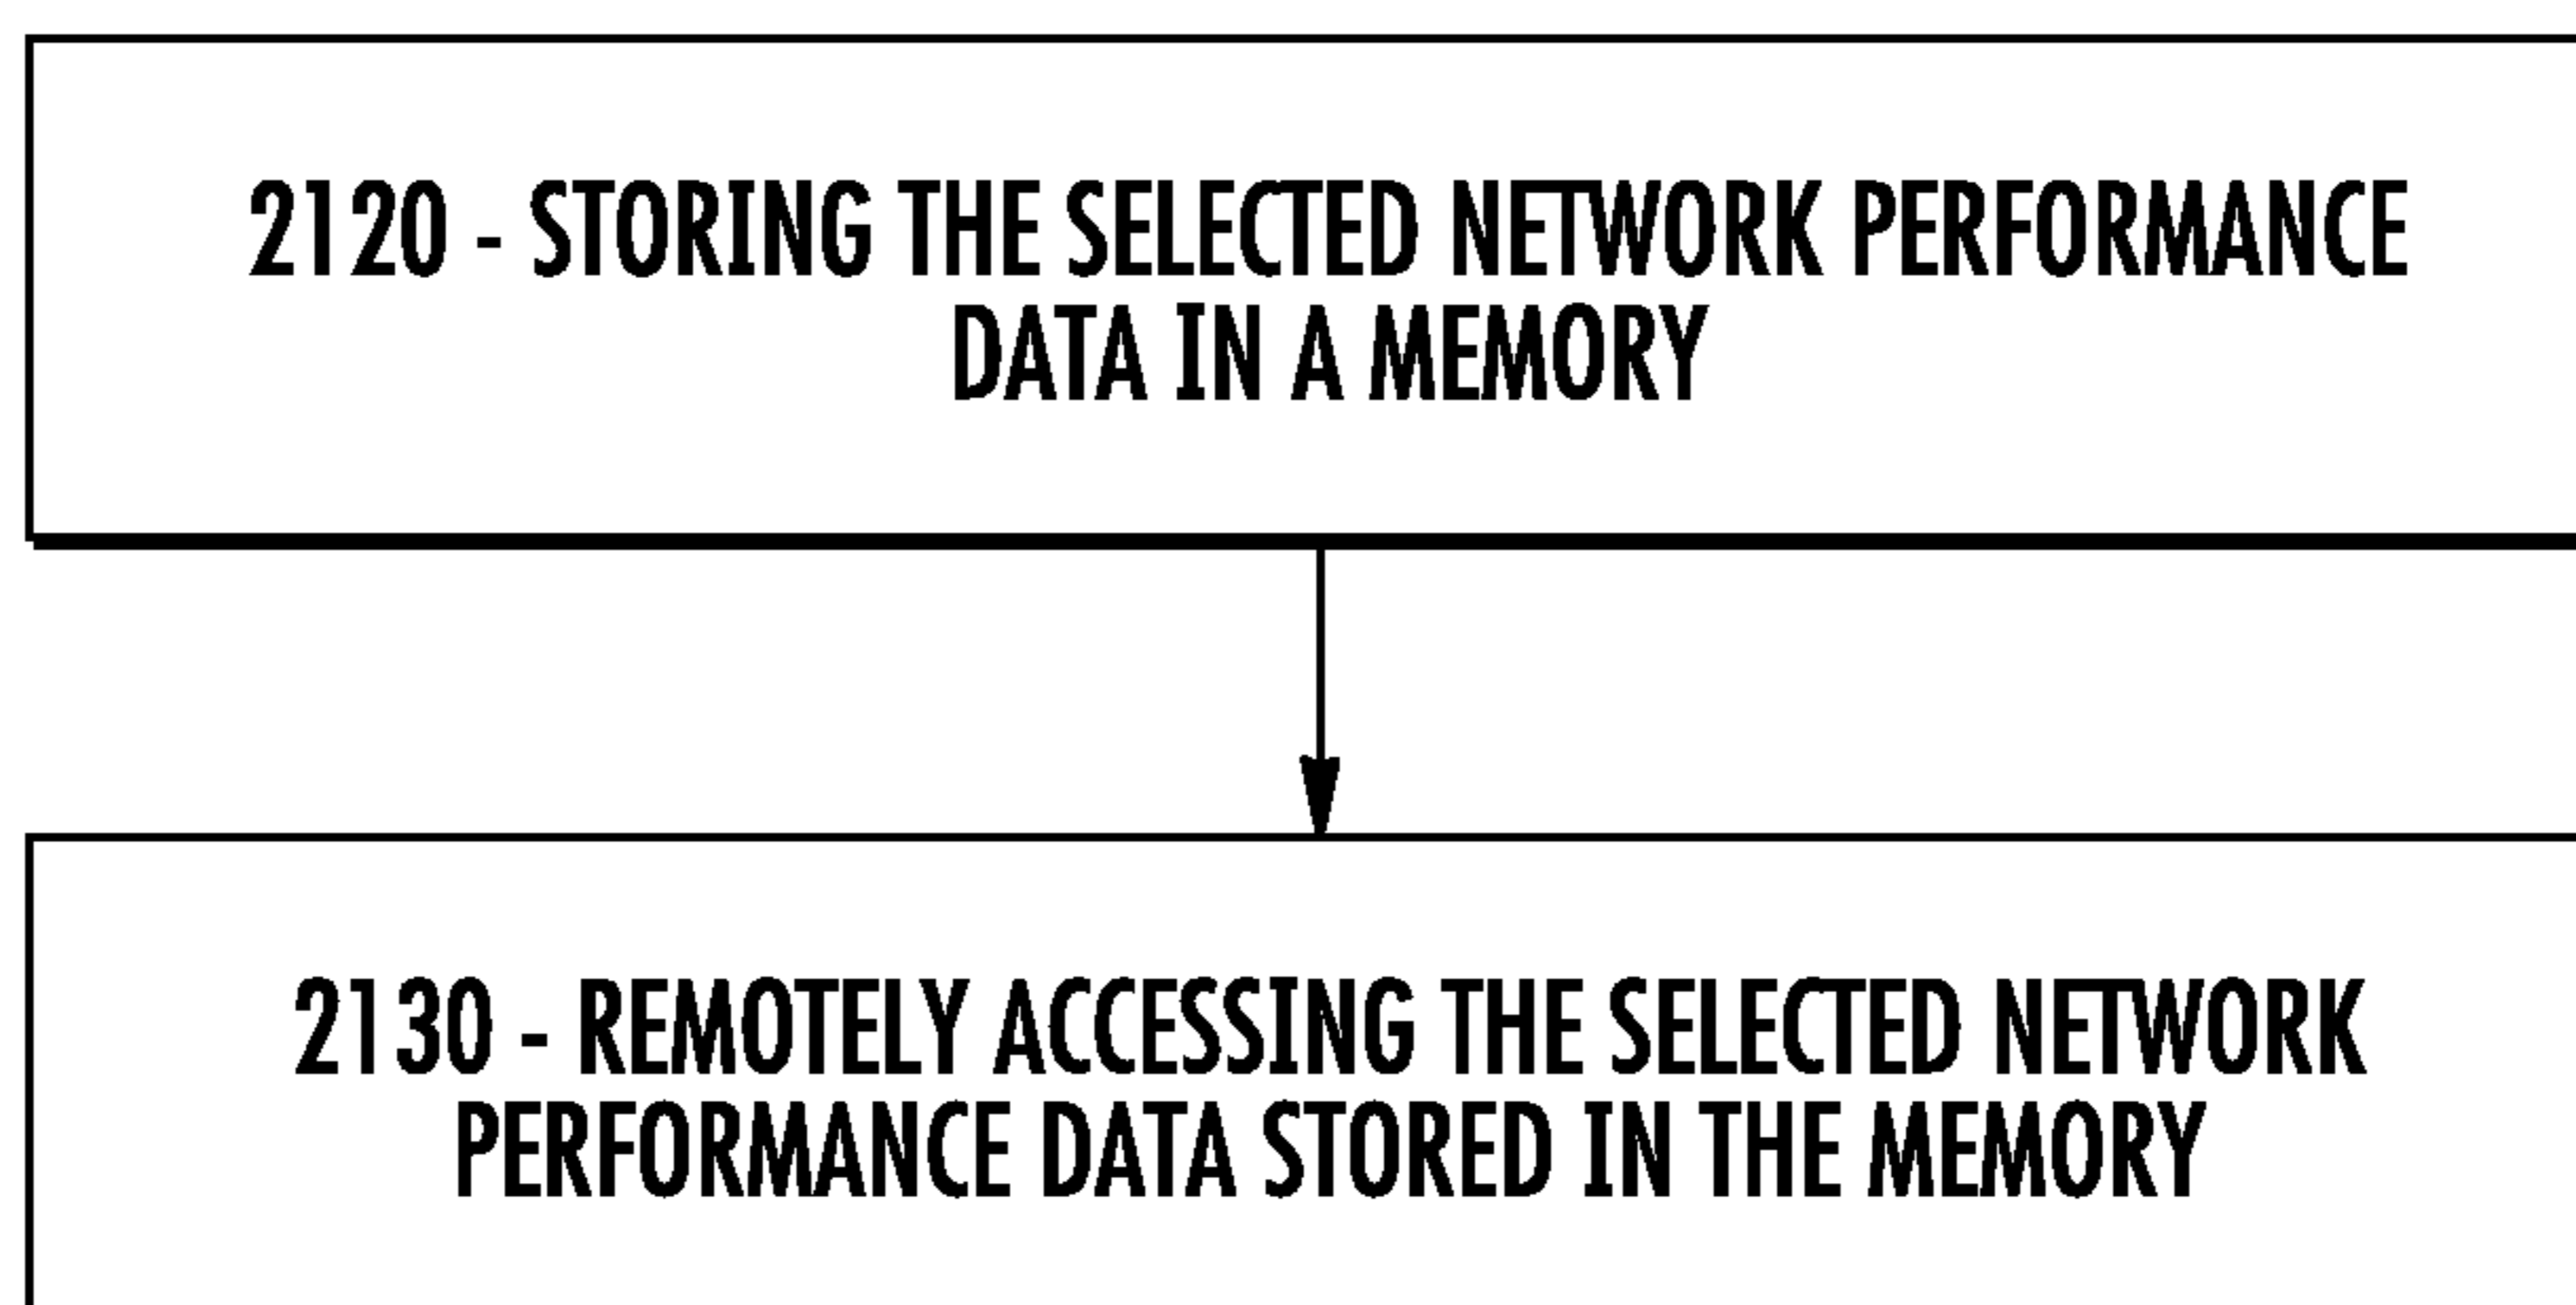 2120 - STORING THE SELECTED NETWORK PERFORMANCE
DATA IN A MEMORY
2130 - REMOTELY ACCESSING THE SELECTED NETWORK
PERFORMANCE DATA STORED IN THE MEMORY